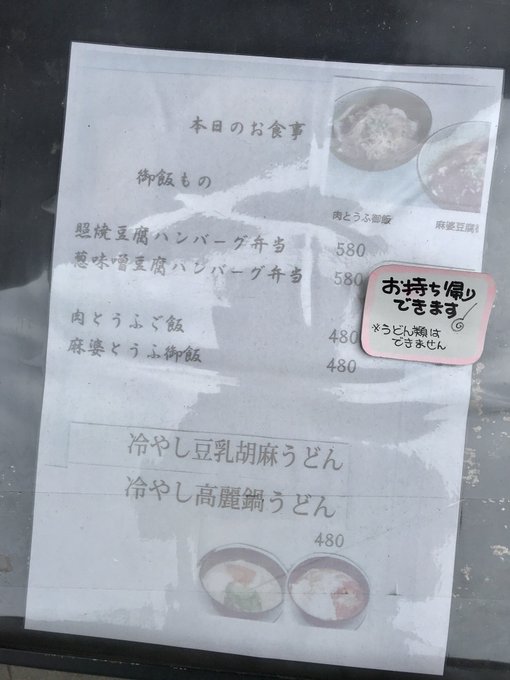 本日のお食事
御飯もの
肉とうふ御飯
麻婆豆腐
照焼豆腐ハンバーグ弁当 580
葱味噌豆腐ハンバーグ弁当 580
お持ち帰り
できます
※うどん類は
できません
肉とうふご飯 480
麻婆とうふ御飯 480
冷やし豆乳胡麻うどん
冷やし高麗鍋うどん
480